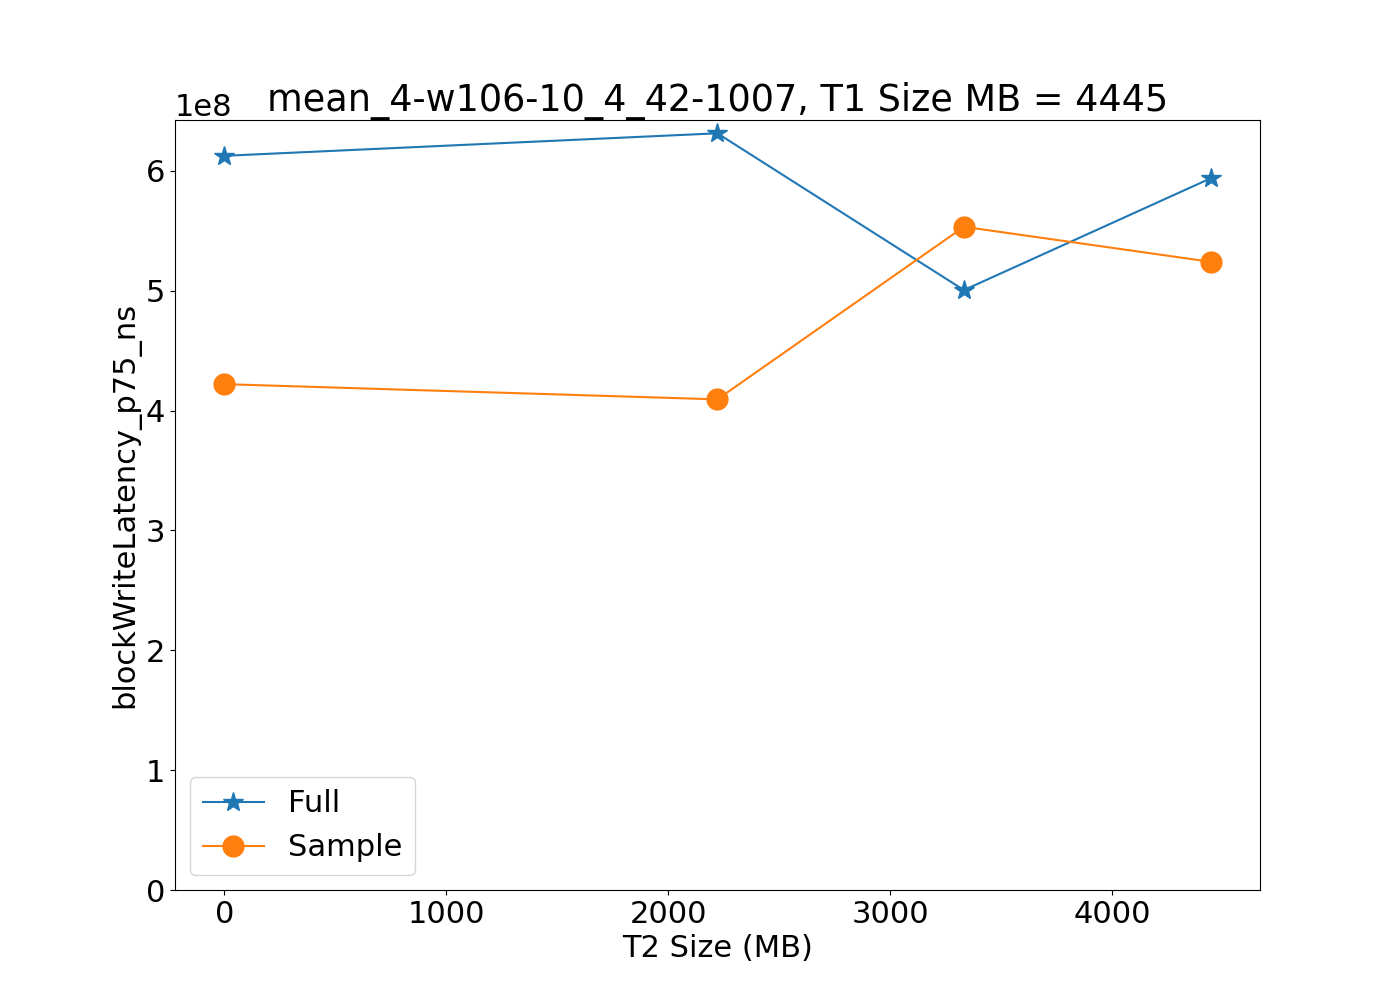 1e8
mean_4-w106-10_4_42-1007, T1 Size MB = 4445
blockWriteLatency_p75_ns
6
5
4
3
2
1
0
Full
Sample
0 1000 2000 3000 4000
T2 Size (MB)